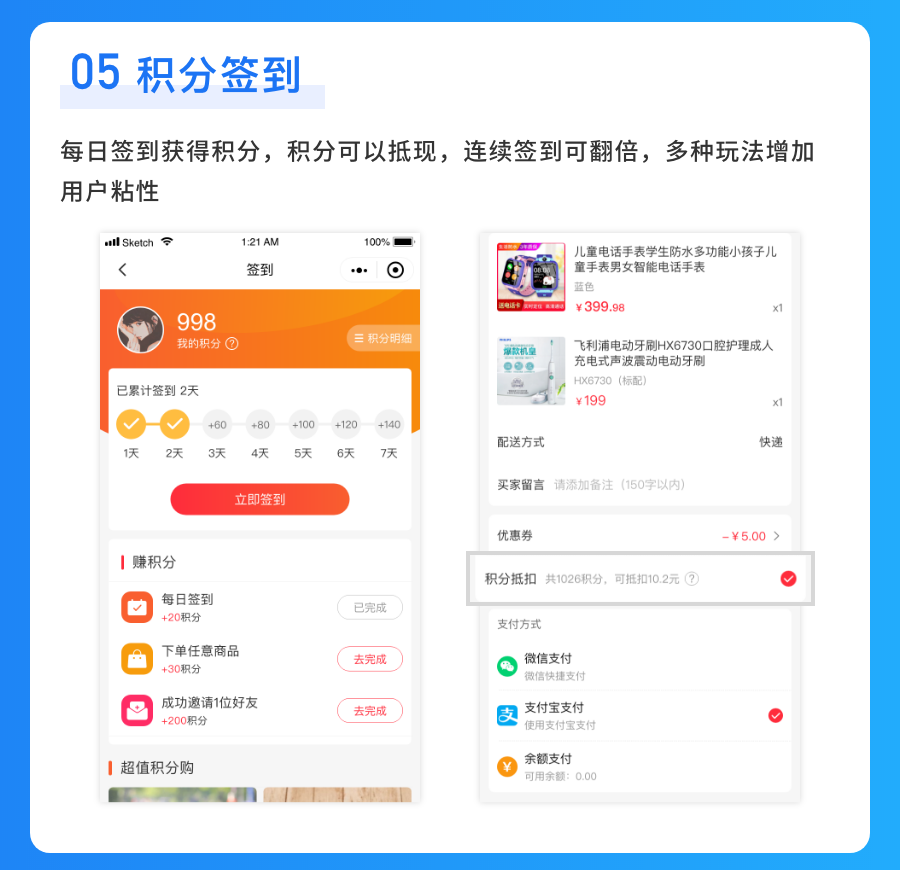 05 积分签到
每日签到获得积分，积分可以抵现，连续签到可翻倍，多种玩法增加
用户粘性
Sketch 1:21 AM 100%
签到
998
我的积分 ?
积分明细
已累计签到 2天
+60 +80 +100 +120 +140
1天 2天 3天 4天 5天 6天 7天
立即签到
赚积分
每日签到
+20积分
已完成
下单任意商品
+30积分
去完成
成功邀请1位好友
+200积分
去完成
超值积分购
儿童电话手表学生防水多功能小孩子儿
童手表男女智能电话手表
蓝色
￥399.98 x1
送电话卡
08:08
飞利浦电动牙刷HX6730口腔护理成人
充电式声波震动电动牙刷
HX6730（标配）
￥199 x1
爆款机皇
配送方式 快递
买家留言 请添加备注（150字以内）
优惠券 -￥5.00
积分抵扣 共1026积分，可抵扣10.2元 ?
支付方式
微信支付
微信快捷支付
支
支付宝支付
使用支付宝支付
¥
余额支付
可用余额：0.00